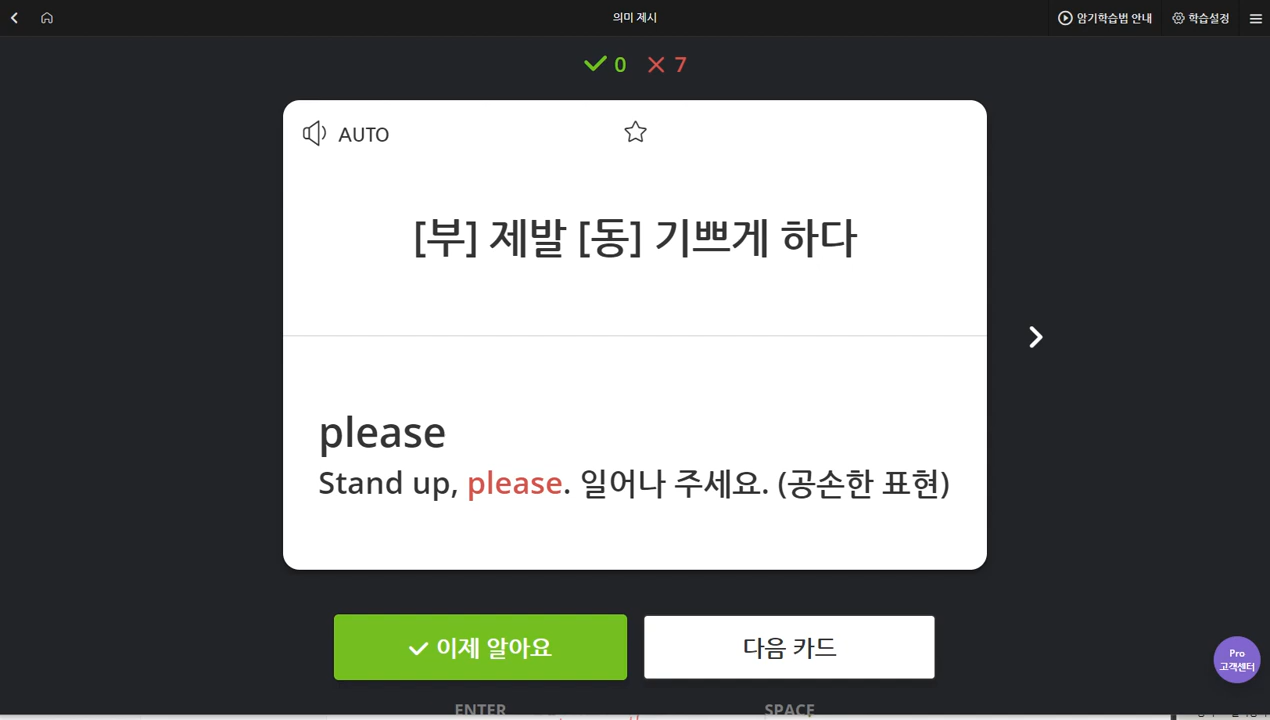 의미 제시
암기학습법 안내
학습설정
0 7
AUTO
[부] 제발 [동] 기쁘게 하다
please
Stand up, please. 일어나 주세요. (공손한 표현)
이제 알아요
다음 카드
Pro
고객센터
ENTER
SPACE